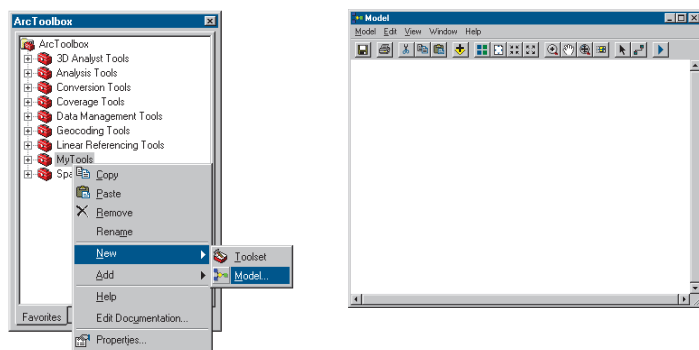 ArcToolbox
ArcToolbox
3D Analyst Tools
Analysis Tools
Conversion Tools
Coverage Tools
Data Management Tools
Geocoding Tools
Linear Referencing Tools
MyTools
Spa
Copy
Paste
Remove
Rename
New
Add
Help
Edit Documentation...
Properties...
Toolset
Model...
Favorites
Model
Model Edit View Window Help